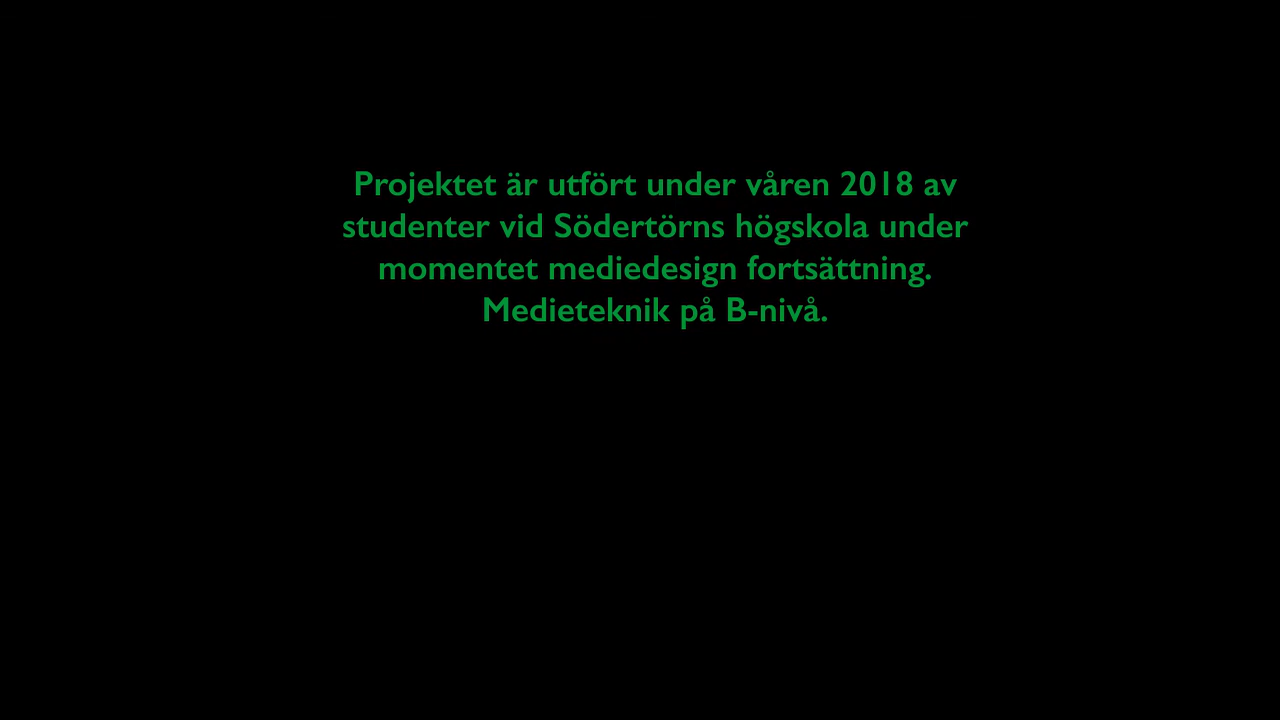 Projektet är utfört under våren 2018 av
studenter vid Södertörns högskola under
momentet mediedesign fortsättning.
Medieteknik på B-nivå.